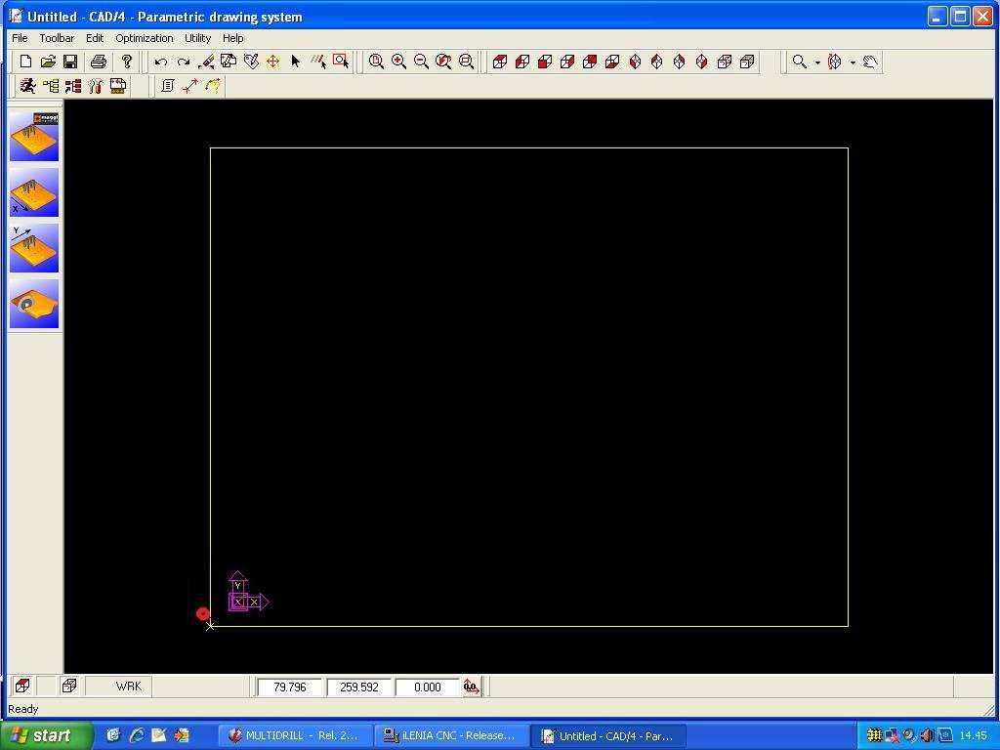 Untitled - CAD/4 - Parametric drawing system
File Toolbar Edit Optimization Utility Help
X
Y
Y
X X
WRK 79.796 259.592 0.000
Ready
start MULTIDRILL - Rel. 2... iLENIA CNC - Release... Untitled - CAD/4 - Par... 14.45